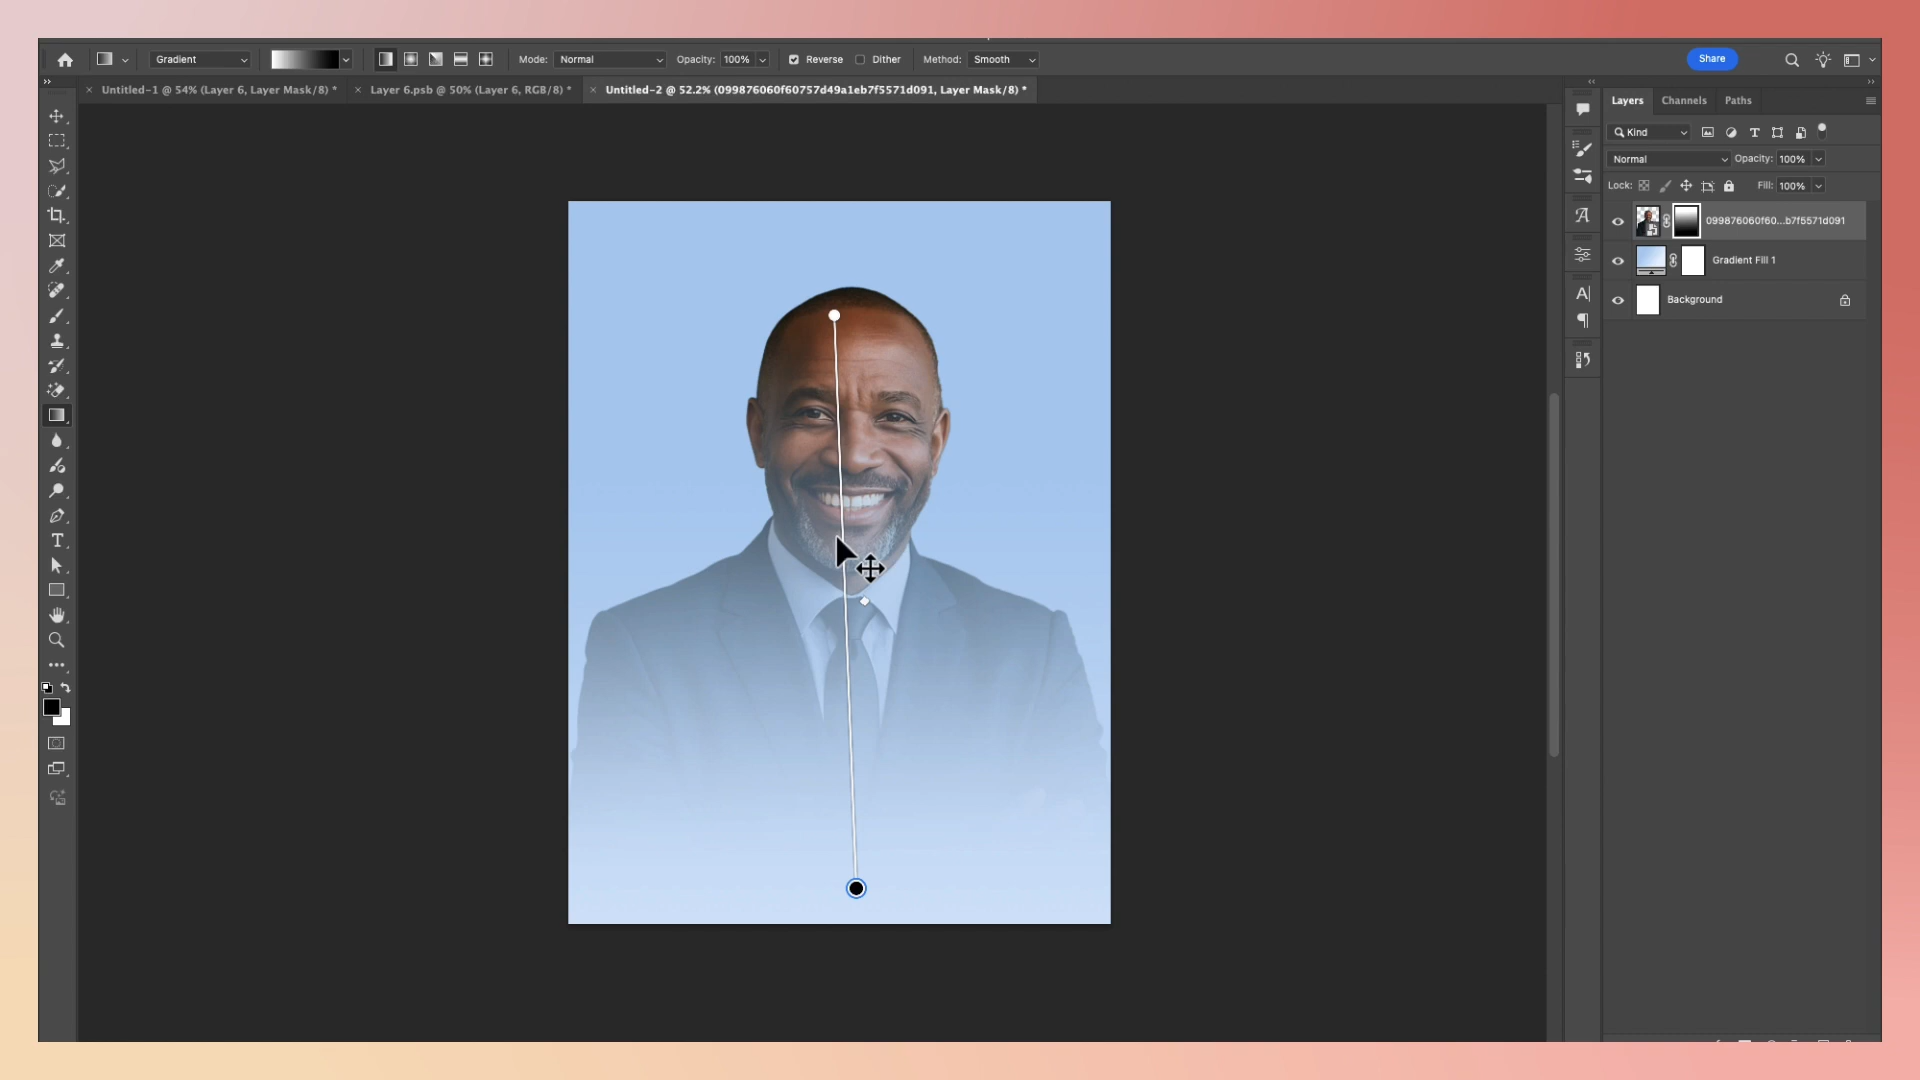 Gradient Mode: Normal Opacity: 100% Reverse Dither Method: Smooth Share
Untitled-1 @ 54% (Layer 6, Layer Mask/8) * Layer 6.psb @ 50% (Layer 6, RGB/8) * Untitled-2 @ 52.2% (099876060f60757d49a1eb7f5571d091, Layer Mask/8) *
Layers Channels Paths
Kind
Normal Opacity: 100%
Lock: Fill: 100%
099876060f60...b7f5571d091
Gradient Fill 1
Background